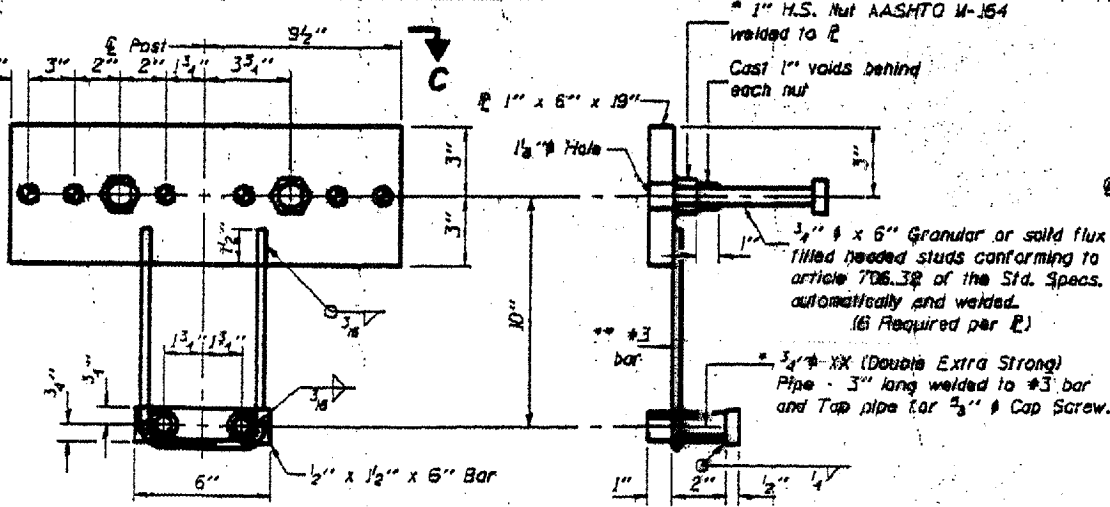 * 1" H.S. Nut AASHTO M-164
welded to ℞
℄ Post
9½"
C
3" 2" 2" 1¾" 3¾"
Cast 1" voids behind
each nut
℞ 1" x 6" x 19"
3"
3"
1⅛" ϕ Hole
3"
1"
¾" ϕ x 6" Granular or solid flux
filled headed studs conforming to
article of the Std. Specs.
automatically end welded.
(6 Required per ℞)
1½"
3/16
10"
** #3
bar
1¾" 1¾"
¾"
¾"
3/16
* ¾" ϕ XX (Double Extra Strong)
Pipe - 3" long welded to #3 bar
and Tap pipe for ⅝" ϕ Cap Screw.
½" x 1½" x 6" Bar
6"
1" 2" ½" ¼